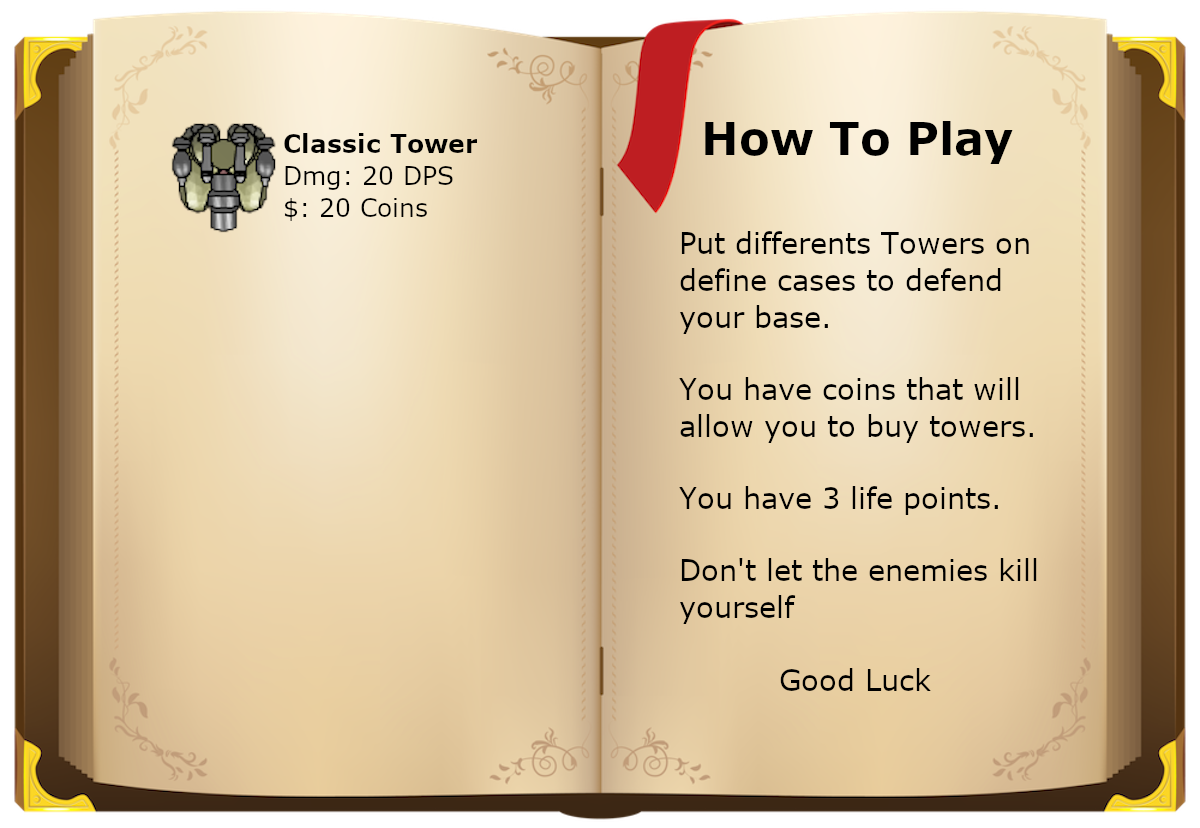 Classic Tower
Dmg: 20 DPS
$: 20 Coins
How To Play
Put differents Towers on
define cases to defend
your base.
You have coins that will
allow you to buy towers.
You have 3 life points.
Don't let the enemies kill
yourself
Good Luck